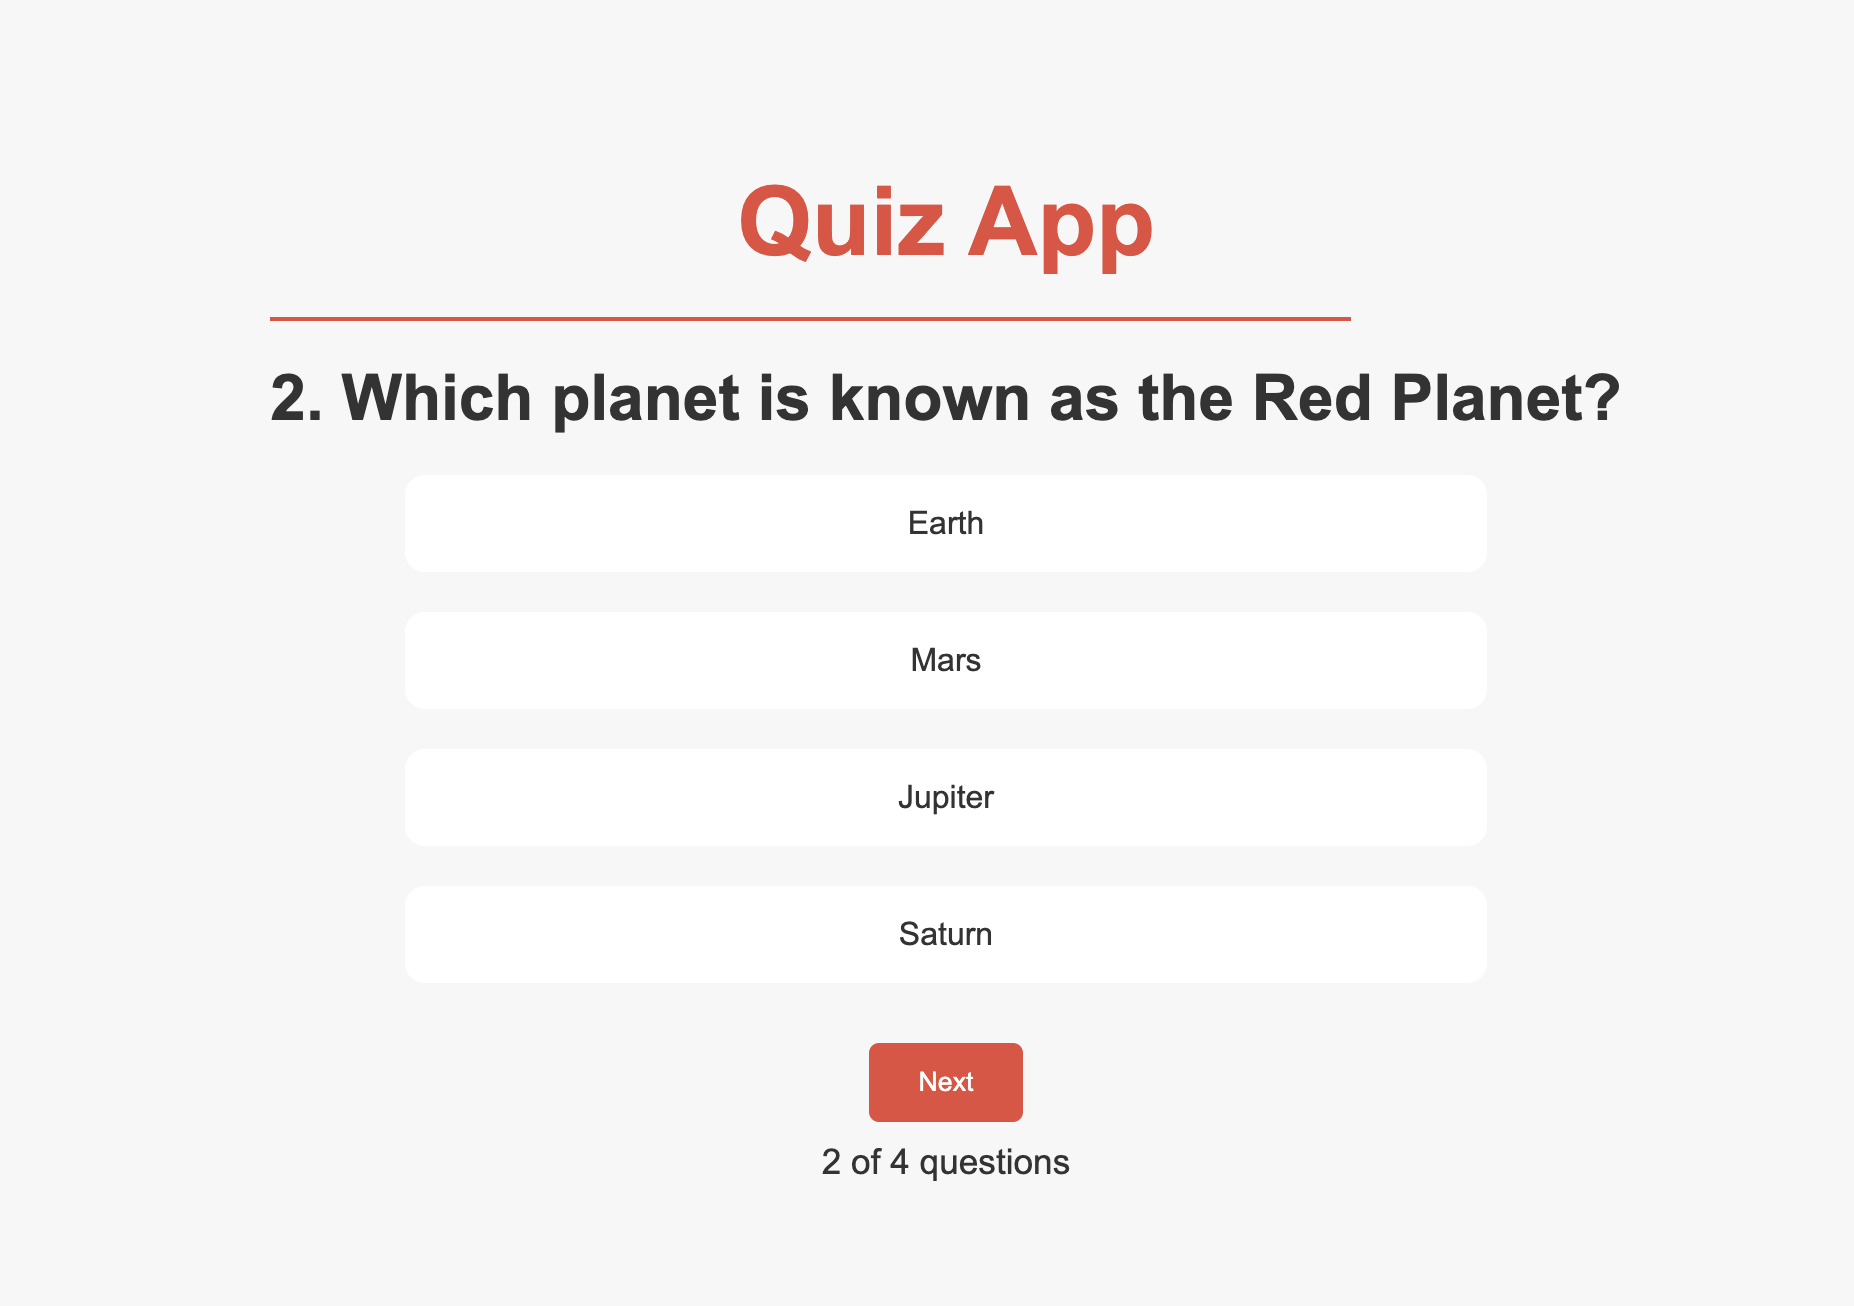 Quiz App
2. Which planet is known as the Red Planet?
Earth
Mars
Jupiter
Saturn
Next
2 of 4 questions